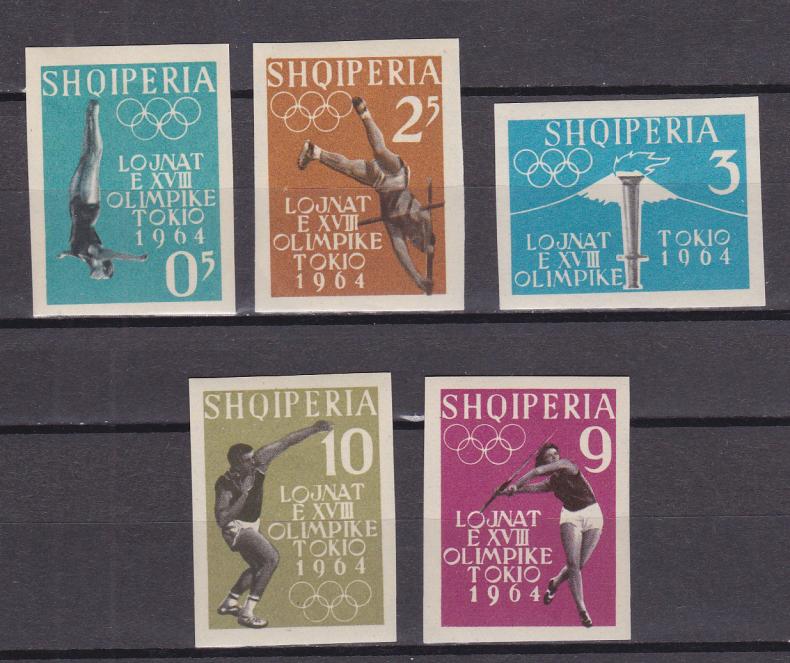 SHQIPERIA
LOJNAT
E XVIII
OLIMPIKE
TOKIO
1964
05
SHQIPERIA
25
LOJNAT
E XVIII
OLIMPIKE
TOKIO
1964
SHQIPERIA
3
LOJNAT TOKIO
E XVIII 1964
OLIMPIKE
SHQIPERIA
10
LOJNAT
E XVIII
OLIMPIKE
TOKIO
1964
SHQIPERIA
9
LOJNAT
E XVIII
OLIMPIKE
TOKIO
1964